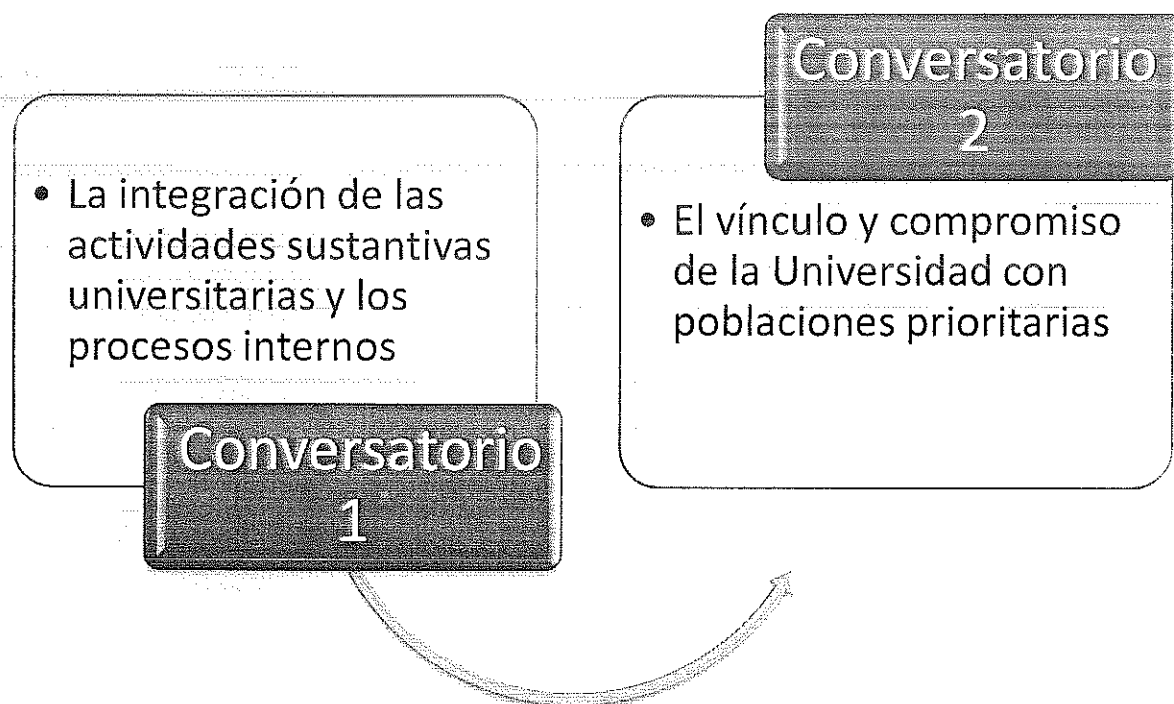 • La integración de las
actividades sustantivas
universitarias y los
procesos internos
Conversatorio
1
Conversatorio
2
• El vínculo y compromiso
de la Universidad con
poblaciones prioritarias